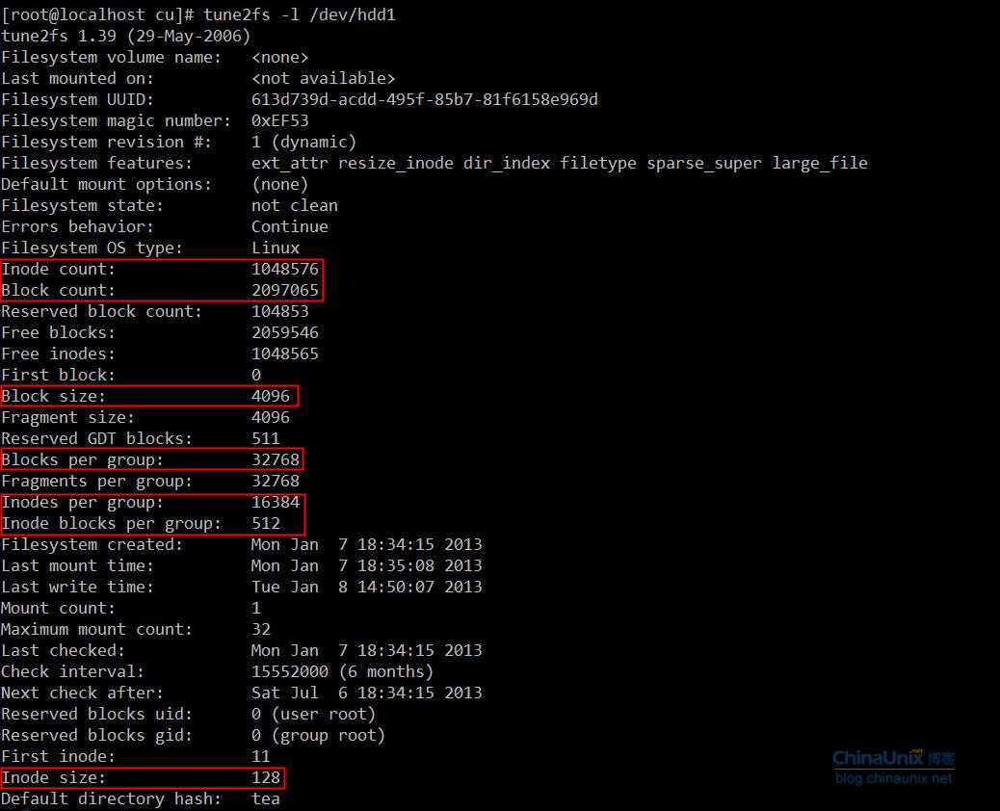 [root@localhost cu]# tune2fs -l /dev/hdd1
tune2fs 1.39 (29-May-2006)
Filesystem volume name:   <none>
Last mounted on:          <not available>
Filesystem UUID:          613d739d-acdd-495f-85b7-81f6158e969d
Filesystem magic number:  0xEF53
Filesystem revision #:    1 (dynamic)
Filesystem features:      ext_attr resize_inode dir_index filetype sparse_super large_file
Default mount options:    (none)
Filesystem state:         not clean
Errors behavior:          Continue
Filesystem OS type:       Linux
Inode count:              1048576
Block count:              2097065
Reserved block count:     104853
Free blocks:              2059546
Free inodes:              1048565
First block:              0
Block size:               4096
Fragment size:            4096
Reserved GDT blocks:      511
Blocks per group:         32768
Fragments per group:      32768
Inodes per group:         16384
Inode blocks per group:   512
Filesystem created:       Mon Jan  7 18:34:15 2013
Last mount time:          Mon Jan  7 18:35:08 2013
Last write time:          Tue Jan  8 14:50:07 2013
Mount count:              1
Maximum mount count:      32
Last checked:             Mon Jan  7 18:34:15 2013
Check interval:           15552000 (6 months)
Next check after:         Sat Jul  6 18:34:15 2013
Reserved blocks uid:      0 (user root)
Reserved blocks gid:      0 (group root)
First inode:              11
Inode size:               128
Default directory hash:   tea
ChinaUnix.net 博客
blog.chinaunix.net